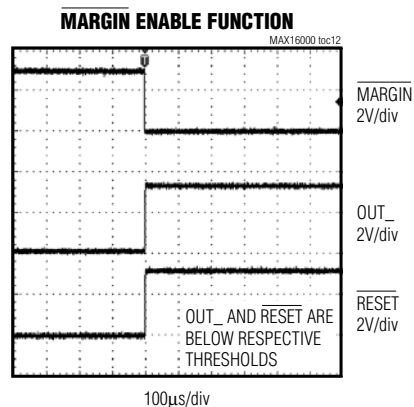 MARGIN ENABLE FUNCTION
MAX16000 toc12
T
MARGIN
2V/div
OUT_
2V/div
RESET
2V/div
OUT_ AND RESET ARE
BELOW RESPECTIVE
THRESHOLDS
100µs/div